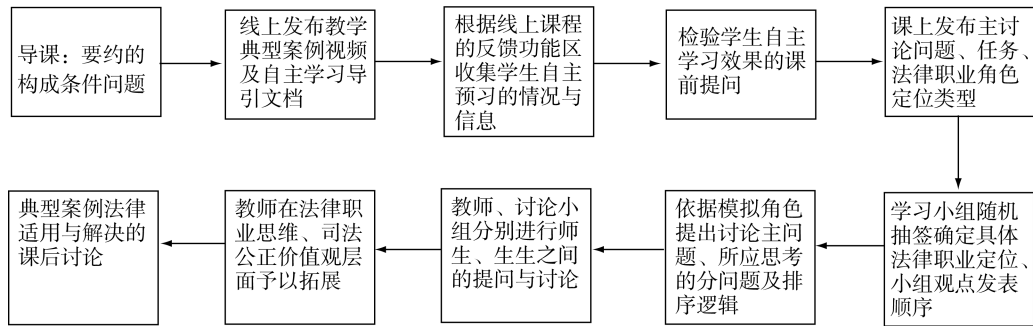 导课：要约的
构成条件问题
线上发布教学
典型案例视频
及自主学习导
引文档
根据线上课程
的反馈功能区
收集学生自主
预习的情况与
信息
检验学生自主
学习效果的课
前提问
课上发布主讨
论问题、任务、
法律职业角色
定位类型
学习小组随机
抽签确定具体
法律职业定位、
小组观点发表
顺序
依据模拟角色
提出讨论主问
题、所应思考
的分问题及排
序逻辑
教师、讨论小
组分别进行师
生、生生之间
的提问与讨论
教师在法律职
业思维、司法
公正价值观层
面予以拓展
典型案例法律
适用与解决的
课后讨论